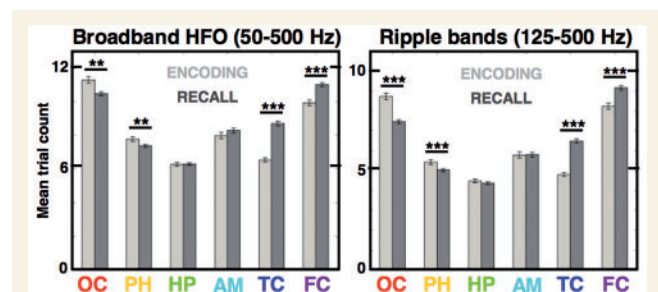 Broadband HFO (50-500 Hz)
Ripple bands (125-500 Hz)
Mean trial count
12
6
0
ENCODING
RECALL
**
**
***
***
OC PH HP AM TC FC
10
5
0
ENCODING
RECALL
***
***
***
***
OC PH HP AM TC FC